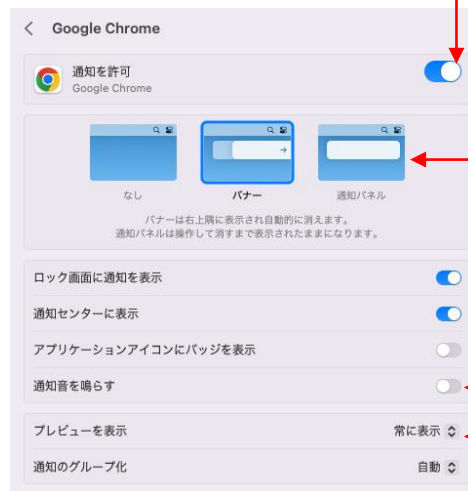 Google Chrome
通知を許可
Google Chrome
なし
バナー
通知パネル
バナーは右上隅に表示され自動的に消えます。
通知パネルは操作して消すまで表示されたままになります。
ロック画面に通知を表示
通知センターに表示
アプリケーションアイコンにバッジを表示
通知音を鳴らす
プレビューを表示 常に表示
通知のグループ化 自動